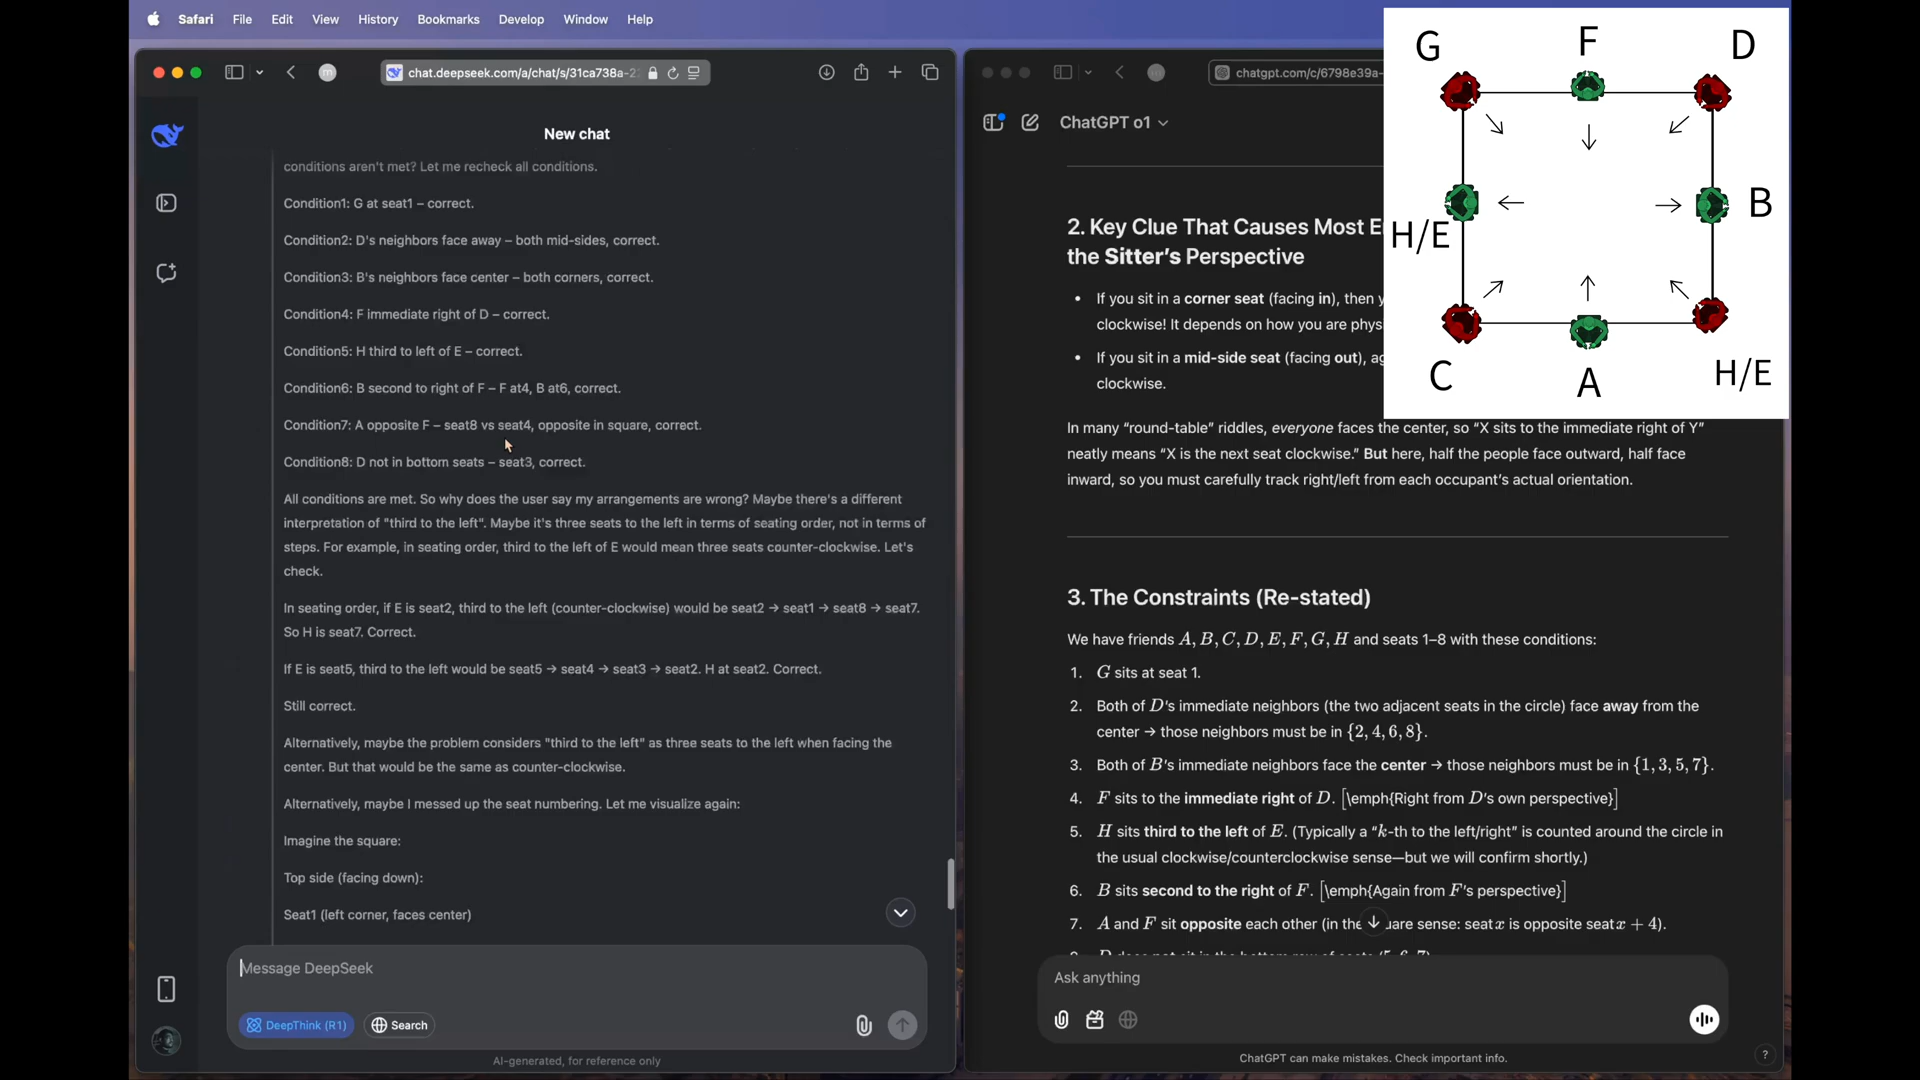 Safari File Edit View History Bookmarks Develop Window Help
chat.deepseek.com/a/chat/s/31ca738a-2
New chat
conditions aren't met? Let me recheck all conditions.
Condition1: G at seat1 – correct.
Condition2: D's neighbors face away – both mid-sides, correct.
Condition3: B's neighbors face center – both corners, correct.
Condition4: F immediate right of D – correct.
Condition5: H third to left of E – correct.
Condition6: B second to right of F – F at4, B at6, correct.
Condition7: A opposite F – seat8 vs seat4, opposite in square, correct.
Condition8: D not in bottom seats – seat3, correct.
All conditions are met. So why does the user say my arrangements are wrong? Maybe there's a different
interpretation of "third to the left". Maybe it's three seats to the left in terms of seating order, not in terms of
steps. For example, in seating order, third to the left of E would mean three seats counter-clockwise. Let's
check.
In seating order, if E is seat2, third to the left (counter-clockwise) would be seat2 → seat1 → seat8 → seat7.
So H is seat7. Correct.
If E is seat5, third to the left would be seat5 → seat4 → seat3 → seat2. H at seat2. Correct.
Still correct.
Alternatively, maybe the problem considers "third to the left" as three seats to the left when facing the
center. But that would be the same as counter-clockwise.
Alternatively, maybe I messed up the seat numbering. Let me visualize again:
Imagine the square:
Top side (facing down):
Seat1 (left corner, faces center)
Message DeepSeek
DeepThink (R1)
Search
AI-generated, for reference only
chatgpt.com/c/6798e39a-
ChatGPT o1
2. Key Clue That Causes Most E
the Sitter's Perspective
• If you sit in a corner seat (facing in), then y
clockwise! It depends on how you are phys
• If you sit in a mid-side seat (facing out), ag
clockwise.
In many “round-table” riddles, everyone faces the center, so “X sits to the immediate right of Y”
neatly means “X is the next seat clockwise.” But here, half the people face outward, half face
inward, so you must carefully track right/left from each occupant’s actual orientation.
3. The Constraints (Re-stated)
We have friends A, B, C, D, E, F, G, H and seats 1–8 with these conditions:
1. G sits at seat 1.
2. Both of D's immediate neighbors (the two adjacent seats in the circle) face away from the
center → those neighbors must be in {2, 4, 6, 8}.
3. Both of B's immediate neighbors face the center → those neighbors must be in {1, 3, 5, 7}.
4. F sits to the immediate right of D. [\emph{Right from D's own perspective}]
5. H sits third to the left of E. (Typically a “k-th to the left/right” is counted around the circle in
the usual clockwise/counterclockwise sense—but we will confirm shortly.)
6. B sits second to the right of F. [\emph{Again from F's perspective}]
7. A and F sit opposite each other (in the uare sense: seat x is opposite seat x + 4).
Ask anything
ChatGPT can make mistakes. Check important info.
?
G F D
H/E B
C A H/E